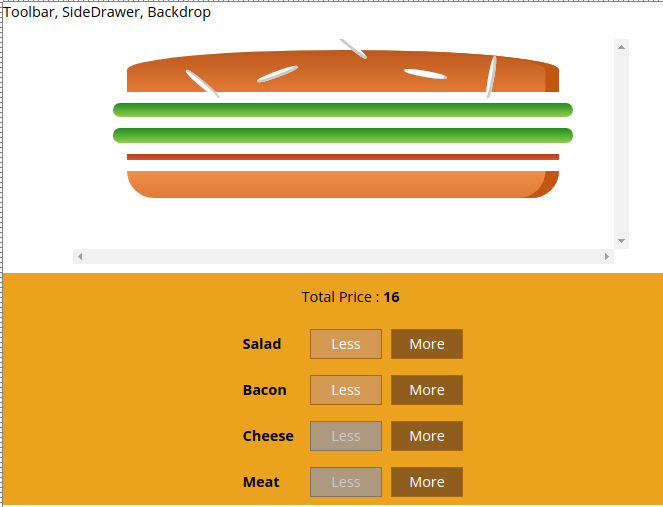 Toolbar, SideDrawer, Backdrop
Total Price : 16
Salad Less More
Bacon Less More
Cheese Less More
Meat Less More